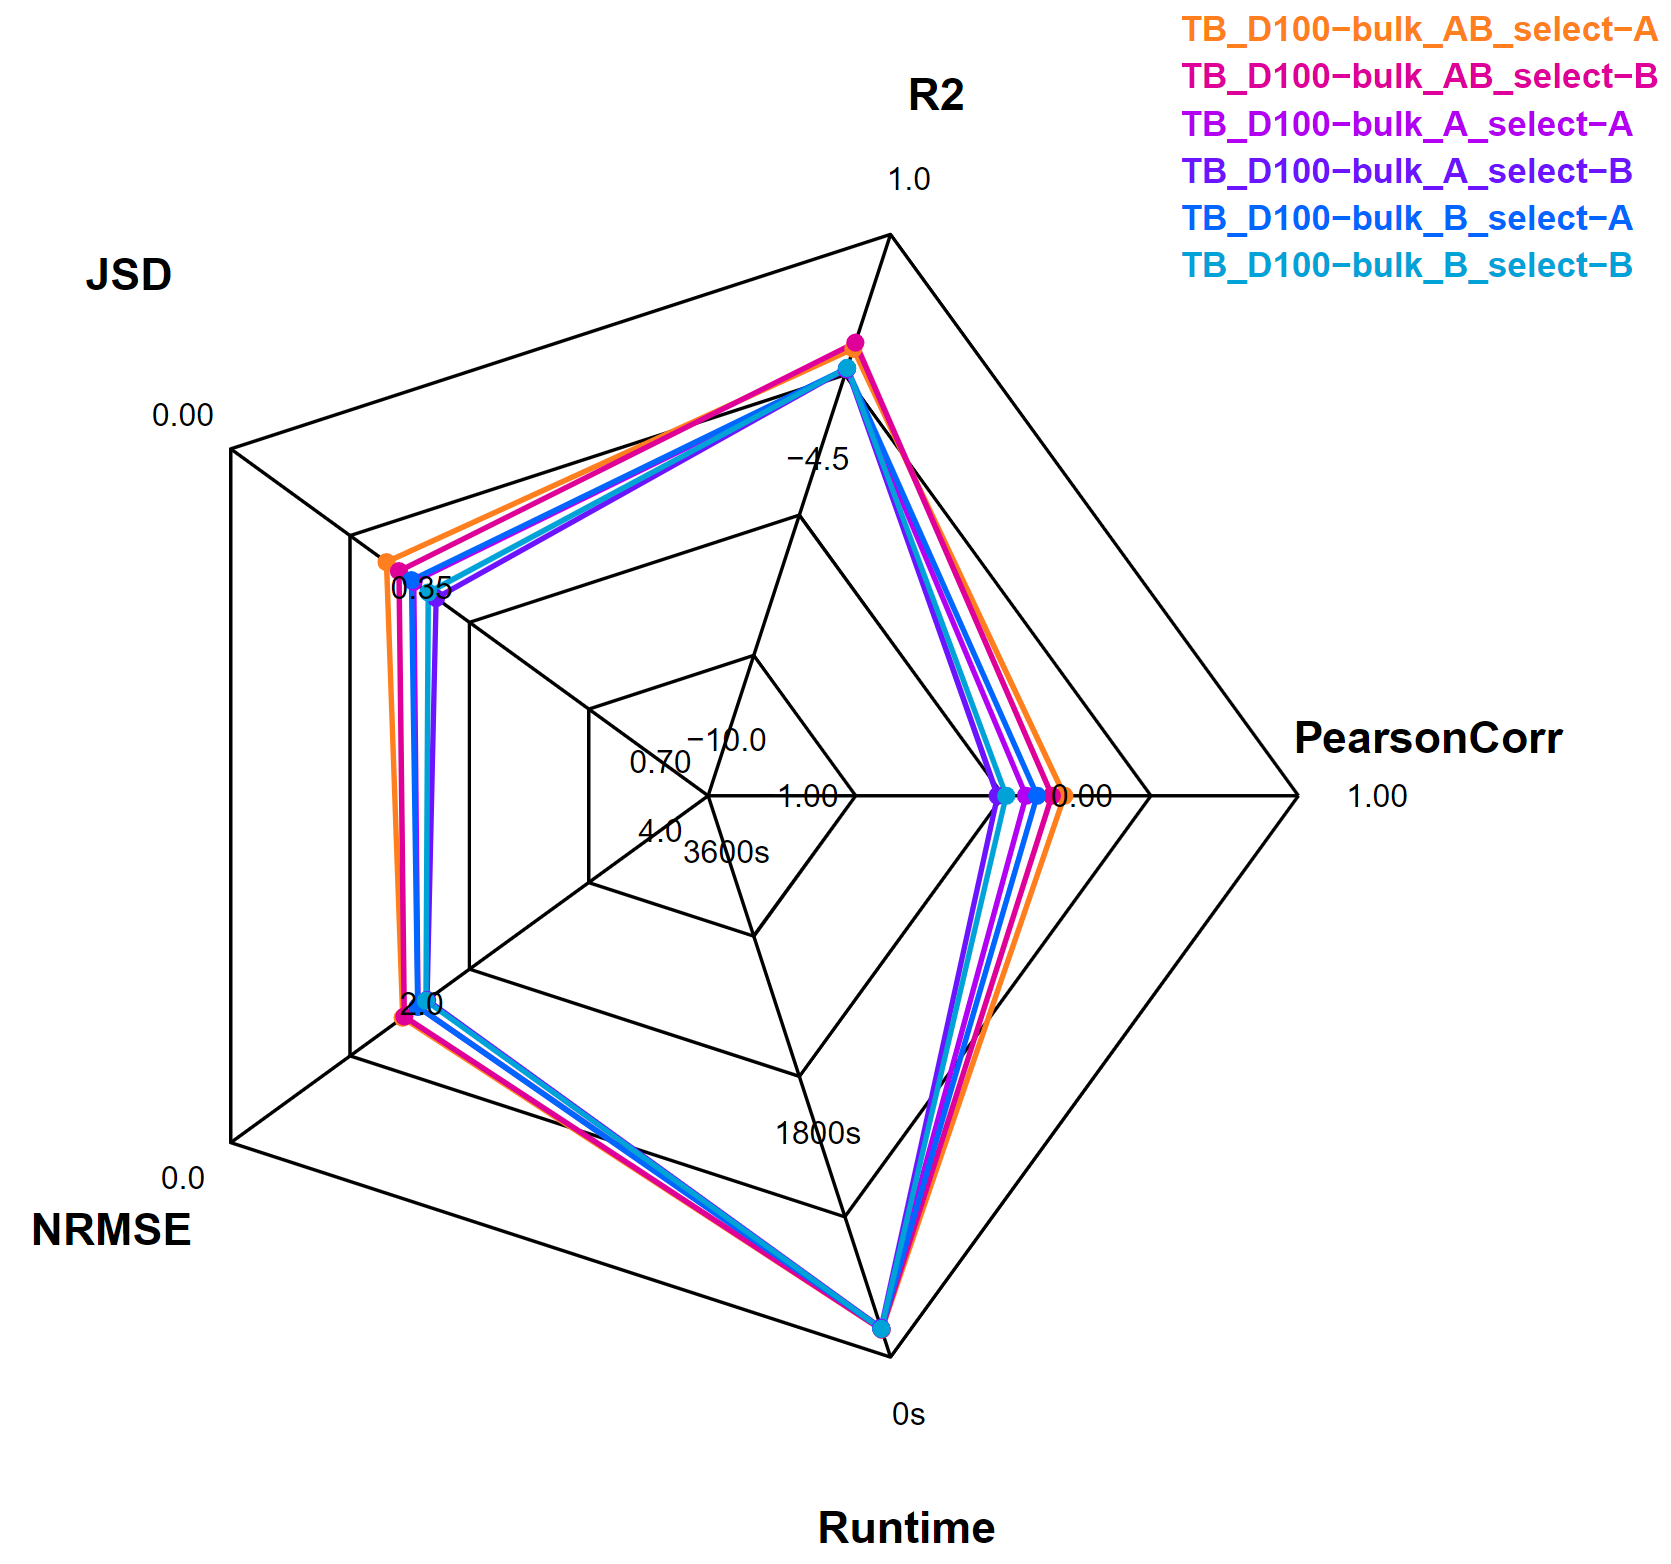 TB_D100−bulk_AB_select−A
TB_D100−bulk_AB_select−B
TB_D100−bulk_A_select−A
TB_D100−bulk_A_select−B
TB_D100−bulk_B_select−A
TB_D100−bulk_B_select−B
R2
1.0
JSD
0.00
−4.5
0.35
PearsonCorr
−10.0
0.70
−1.00
0.00
1.00
4.0
3600s
2.0
1800s
0.0
NRMSE
0s
Runtime